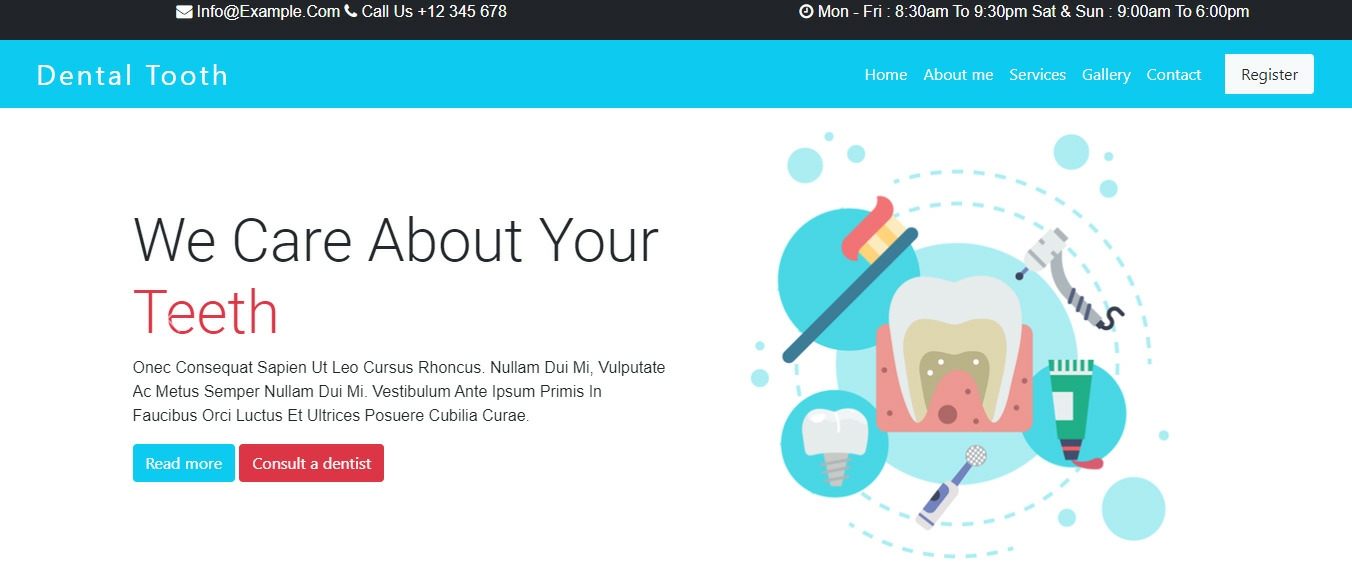 Info@Example.Com Call Us +12 345 678
Mon - Fri : 8:30am To 9:30pm Sat & Sun : 9:00am To 6:00pm
Dental Tooth
Home About me Services Gallery Contact Register
We Care About Your
Teeth
Onec Consequat Sapien Ut Leo Cursus Rhoncus. Nullam Dui Mi, Vulputate
Ac Metus Semper Nullam Dui Mi. Vestibulum Ante Ipsum Primis In
Faucibus Orci Luctus Et Ultrices Posuere Cubilia Curae.
Read more Consult a dentist